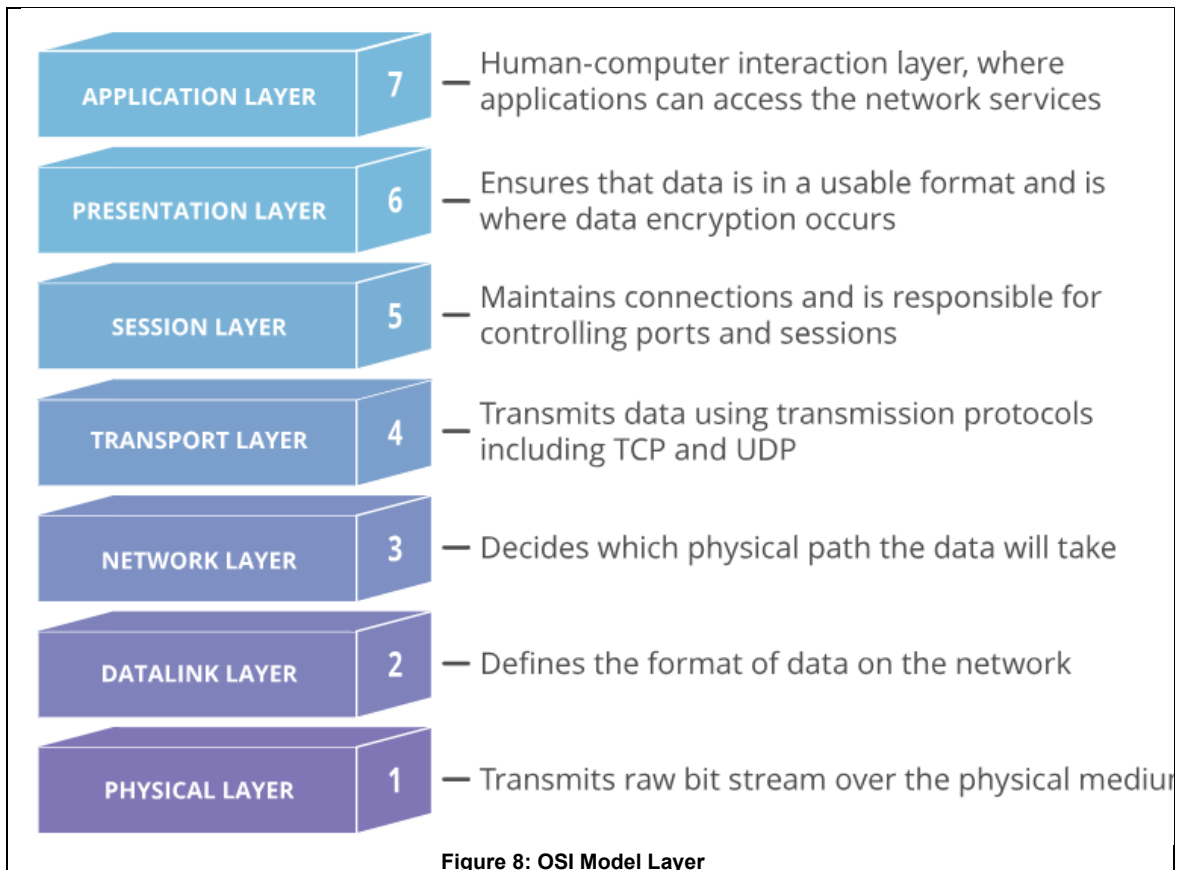 APPLICATION LAYER 7 — Human-computer interaction layer, where
applications can access the network services
PRESENTATION LAYER 6 — Ensures that data is in a usable format and is
where data encryption occurs
SESSION LAYER 5 — Maintains connections and is responsible for
controlling ports and sessions
TRANSPORT LAYER 4 — Transmits data using transmission protocols
including TCP and UDP
NETWORK LAYER 3 — Decides which physical path the data will take
DATALINK LAYER 2 — Defines the format of data on the network
PHYSICAL LAYER 1 — Transmits raw bit stream over the physical
Figure 8: OSI Model Layer